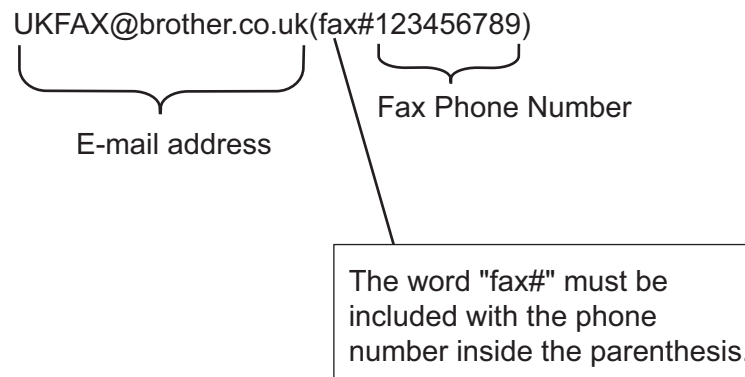 UKFAX@brother.co.uk(fax#123456789)
Fax Phone Number
E-mail address
The word "fax#" must be
included with the phone
number inside the parenthesis.